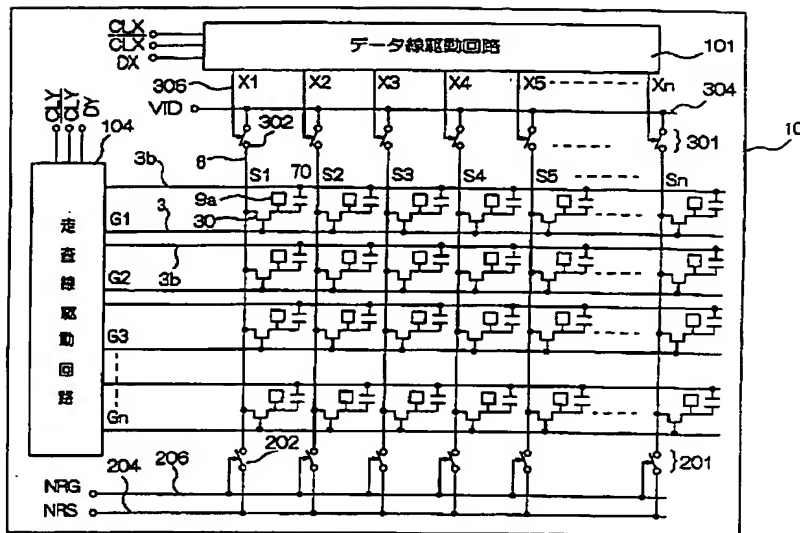 CLX
CLX
DX
データ線駆動回路
101
306
X1 X2 X3 X4 X5 Xn
VID
304
CLY
CLY
DY
104
302
301
10
6
3b
S1 70 S2 S3 S4 S5 Sn
9a
3
30
G1
3b
G2
G3
Gn
走査線駆動回路
202
201
204
206
NRG
NRS